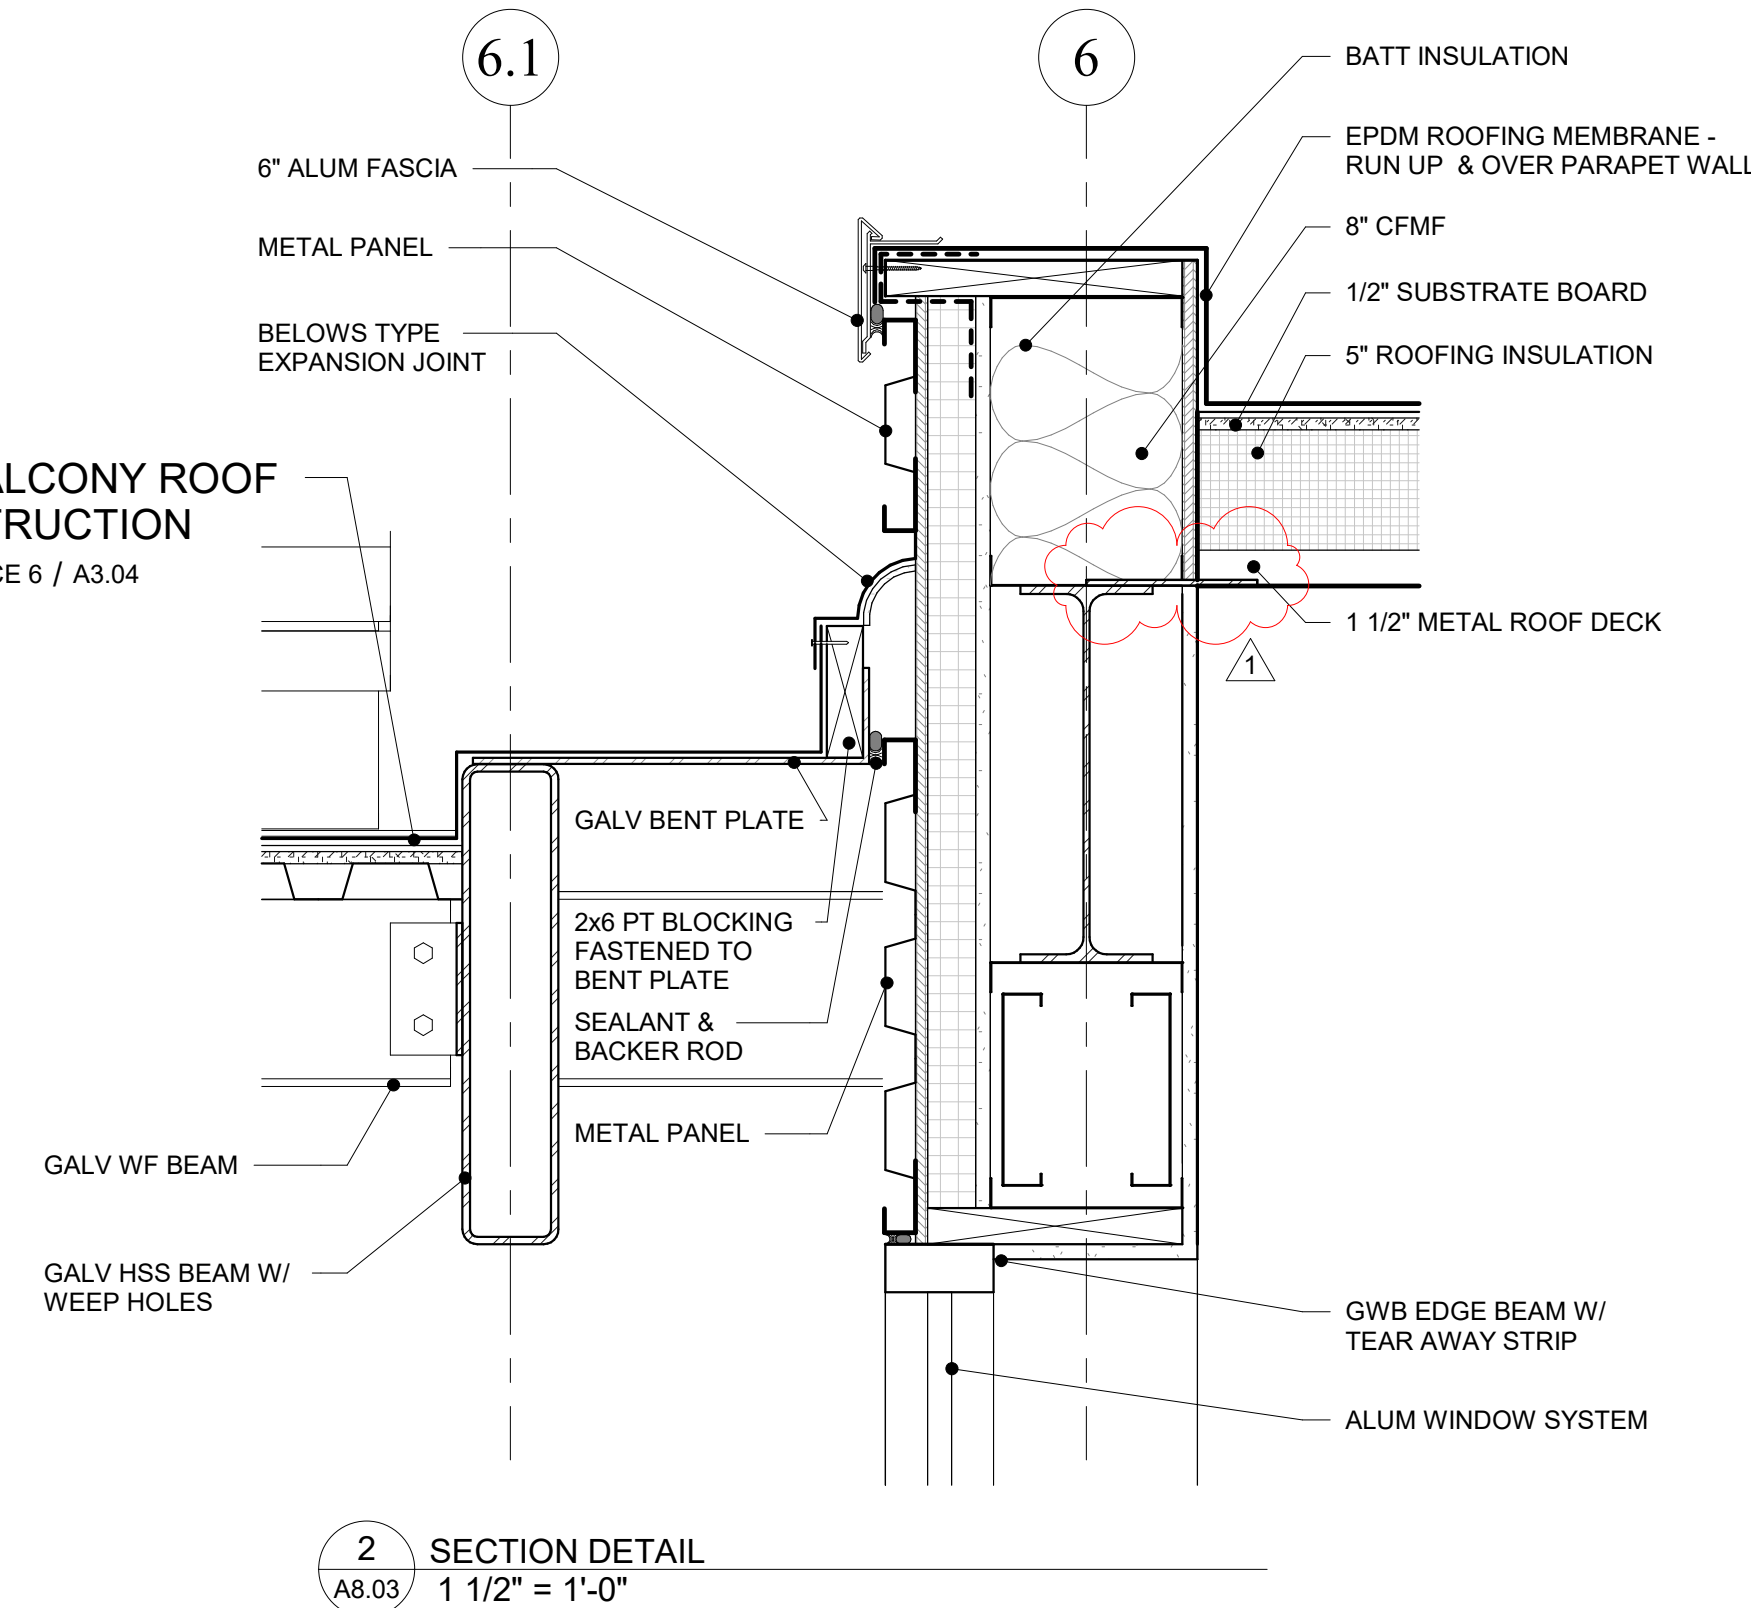 6.1
6
BATT INSULATION
EPDM ROOFING MEMBRANE -
RUN UP & OVER PARAPET WALL
6" ALUM FASCIA
8" CFMF
METAL PANEL
1/2" SUBSTRATE BOARD
BELOWS TYPE
EXPANSION JOINT
5" ROOFING INSULATION
ALCONY ROOF
TRUCTION
CE 6 / A3.04
1 1/2" METAL ROOF DECK
1
GALV BENT PLATE
2x6 PT BLOCKING
FASTENED TO
BENT PLATE
SEALANT &
BACKER ROD
METAL PANEL
GALV WF BEAM
GALV HSS BEAM W/
WEEP HOLES
GWB EDGE BEAM W/
TEAR AWAY STRIP
ALUM WINDOW SYSTEM
2
A8.03
SECTION DETAIL
1 1/2" = 1'-0"